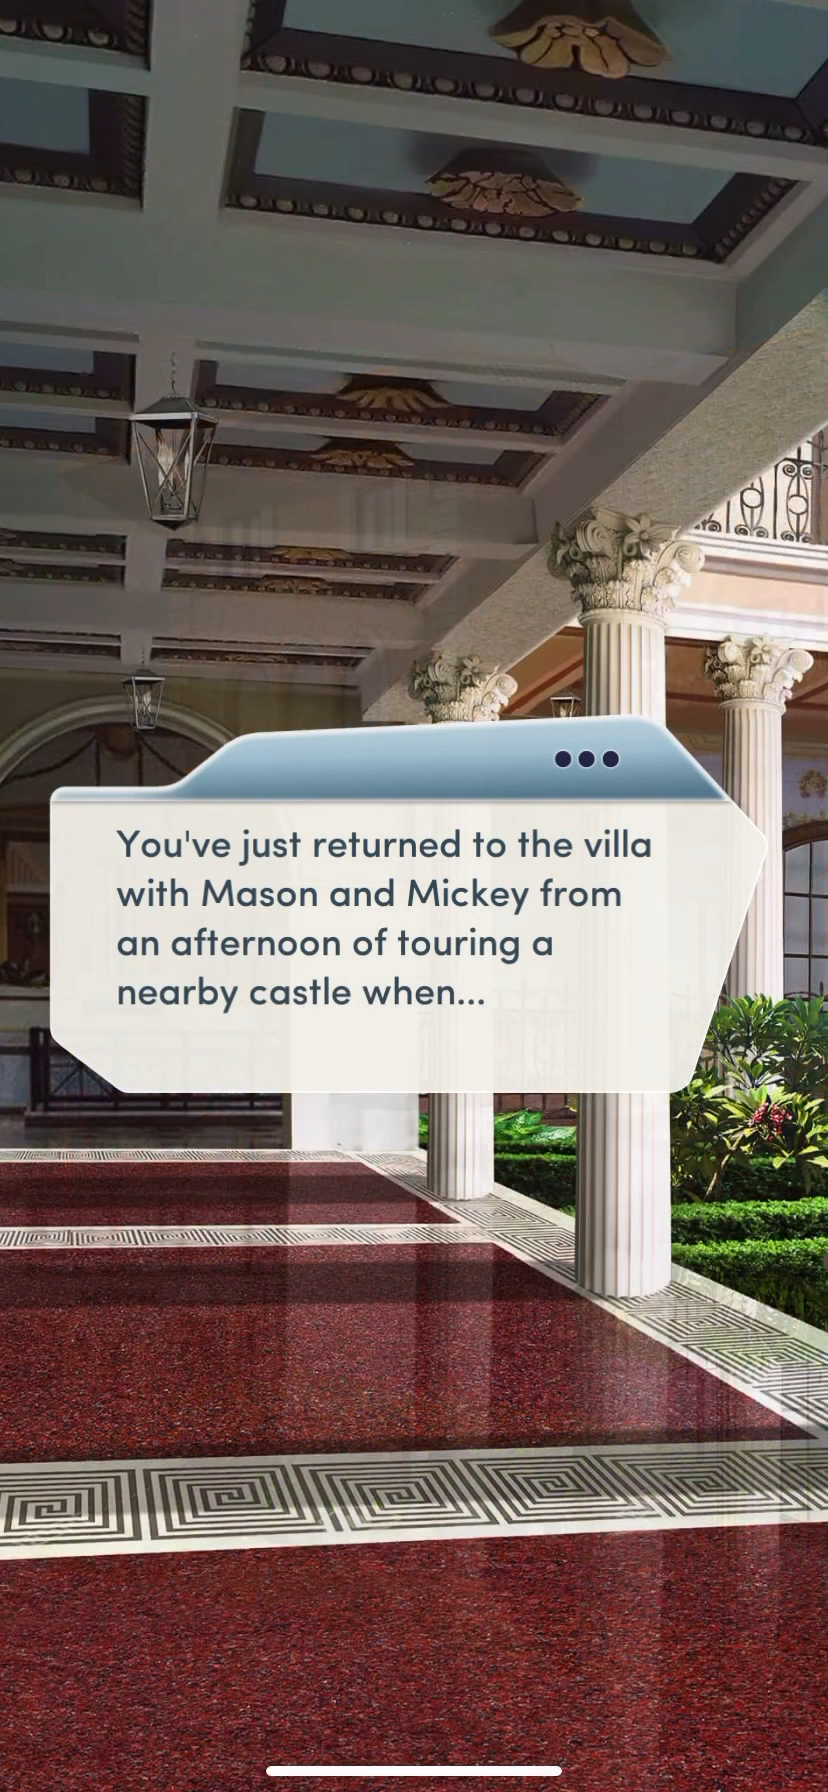 You've just returned to the villa
with Mason and Mickey from
an afternoon of touring a
nearby castle when...